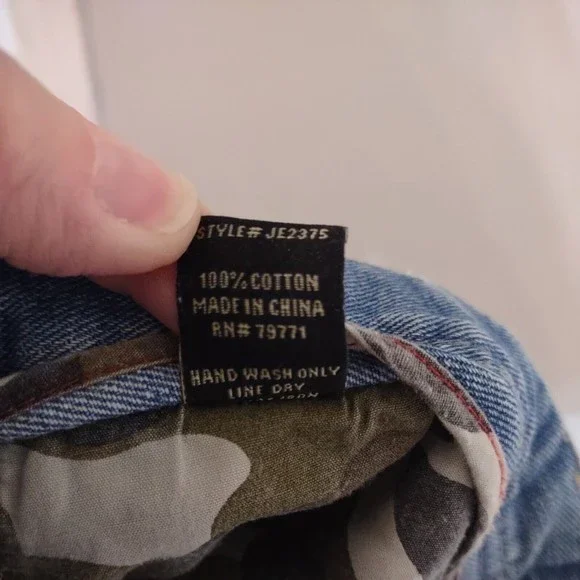 STYLE# JE2375
100% COTTON
MADE IN CHINA
RN# 79771
HAND WASH ONLY
LINE DRY